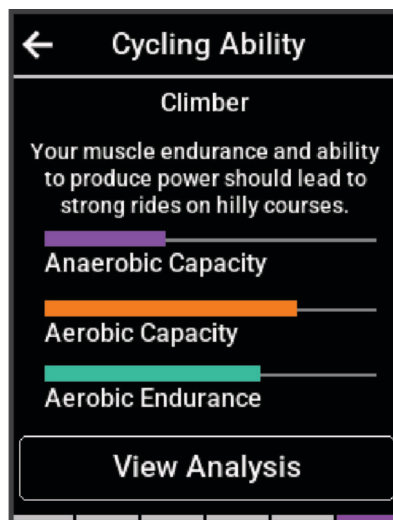 Cycling Ability
Climber
Your muscle endurance and ability
to produce power should lead to
strong rides on hilly courses.
Anaerobic Capacity
Aerobic Capacity
Aerobic Endurance
View Analysis